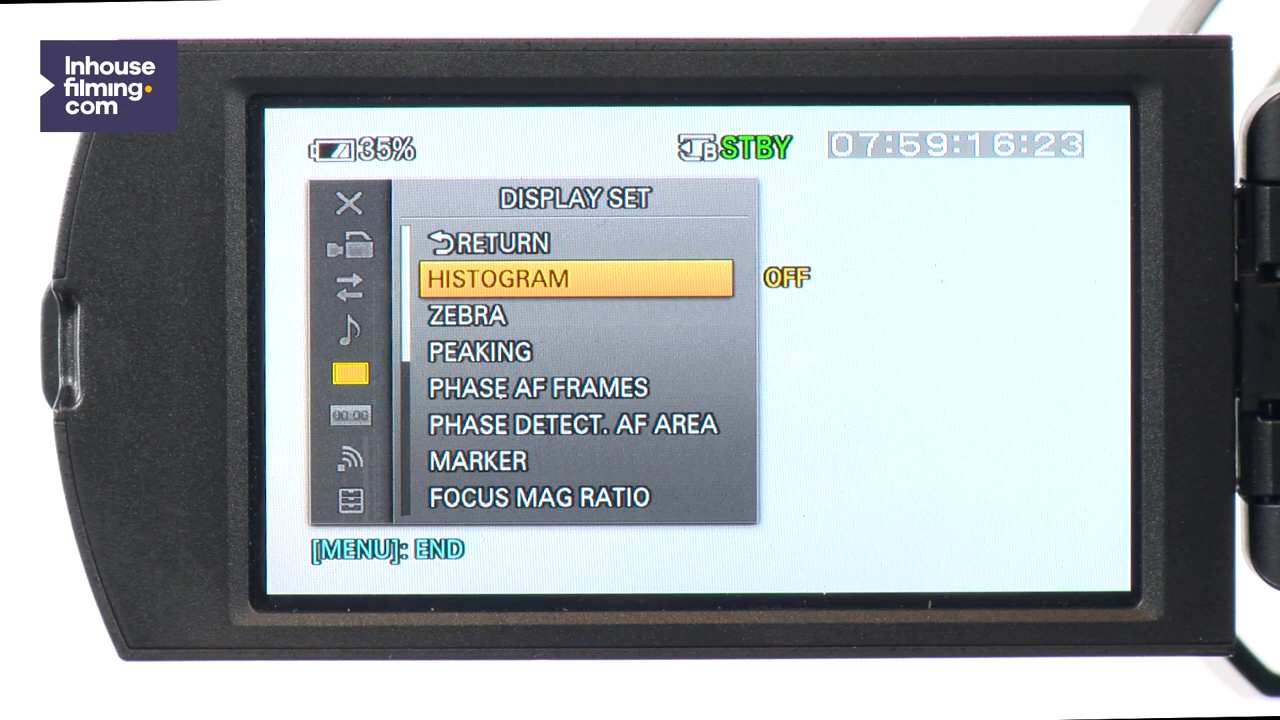 Inhouse
filming.
com
35%
B STBY
07:59:16:23
DISPLAY SET
RETURN
HISTOGRAM OFF
ZEBRA
PEAKING
PHASE AF FRAMES
PHASE DETECT. AF AREA
MARKER
FOCUS MAG RATIO
00:00
[MENU]: END